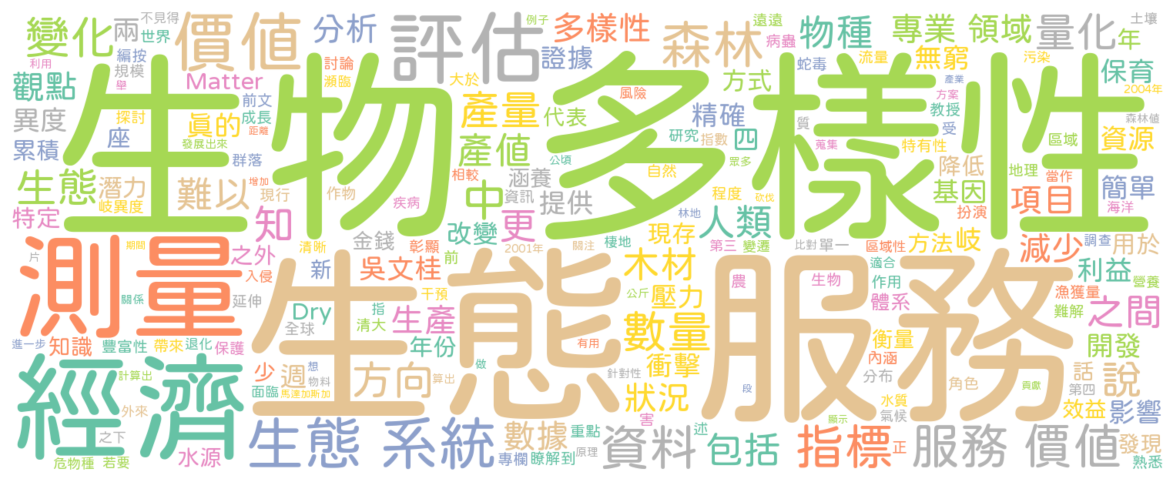 不見得
變化
兩
世界
編按
規模
利用
舉
價值
分析
評估
多樣性
證據
森林
病蟲
遠遠
物種
蛇毒
專業 領域
流量
無窮
量化
土壤
年
污染
觀點
Matter
討論
瀕臨
大於
方式
保育
2004年
生物多樣性
異度
探討
前文
成長
距離
真的
座
累積
發展出來
群落
產量
代表
風險
精確
四
教授
受
方案
產業
資源
研究
指數
質
蒐集
特有性
森林值
產值
公頃
眾多
區域
地理
降低
生態
潛力
歧異度
難以
增加
現行
作物
相較
資訊
涵養
自然
程度
基因
當作
簡單
特定
知
疾病
中
更
提供
砍伐
人類
扮演
項目
海洋
測量
期間
片
之外
入侵
清晰
金錢
彰顯
改變
2001年
棲地
林地
關注
現存
第三
變遷
比對
單一
區域性
方法
歧
調查
減少
用於
新
吳文桂
前
木材
農
生物
適合
作用
利益
營養
延伸
干預
公斤
壓力
體系
漁獲量
之間
關係
Dry
全球
指
清大
生產
生態服務
數量
衡量
難解
進一步
知識
豐富性
帶來
退化
保護
年份
做
有用
衝擊
內涵
開發
經濟
少
面臨
週
想
物料
馬達加斯加
方向
算出
針對性
狀況
分布
角色
貢獻
話
第四
說
計算出
外來
段
水質
氣候
效益
影響
之下
生態 系統
數據
重點
害
述
顯示
危物種
若要
水源
專欄
瞭解到
原理
資料
包括
指標
正
服務 價值
發現
熟悉
例子